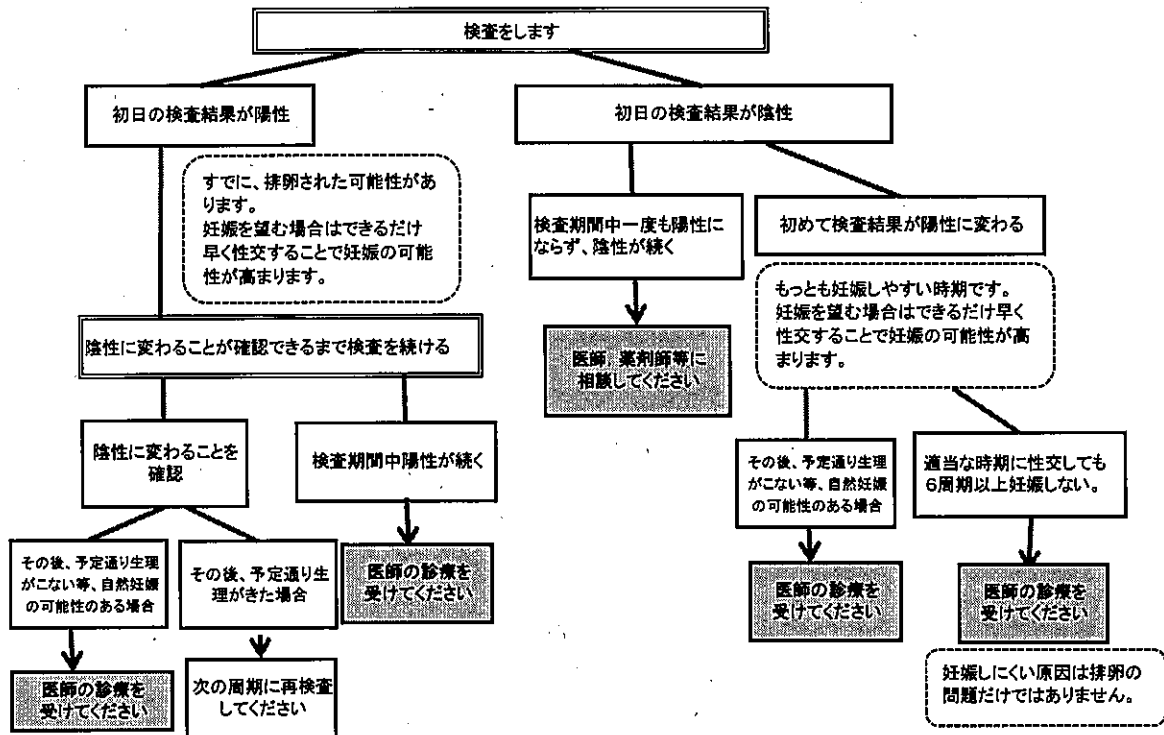 検査をします
初日の検査結果が陽性
初日の検査結果が陰性
すでに、排卵された可能性があ
ります。
妊娠を望む場合はできるだけ
早く性交することで妊娠の可能
性が高まります。
検査期間中一度も陽性に
ならず、陰性が続く
初めて検査結果が陽性に変わる
もっとも妊娠しやすい時期です。
妊娠を望む場合はできるだけ早く
性交することで妊娠の可能性が高
まります。
陰性に変わることが確認できるまで検査を続ける
医師、薬剤師等に
相談してください
陰性に変わることを
確認
検査期間中陽性が続く
その後、予定通り生理
がこない等、自然妊娠
の可能性のある場合
適当な時期に性交しても
6周期以上妊娠しない。
その後、予定通り生理
がこない等、自然妊娠
の可能性のある場合
その後、予定通り生
理がきた場合
医師の診療を
受けてください
医師の診療を
受けてください
医師の診療を
受けてください
医師の診療を
受けてください
次の周期に再検査
してください
妊娠しにくい原因は排卵の
問題だけではありません。